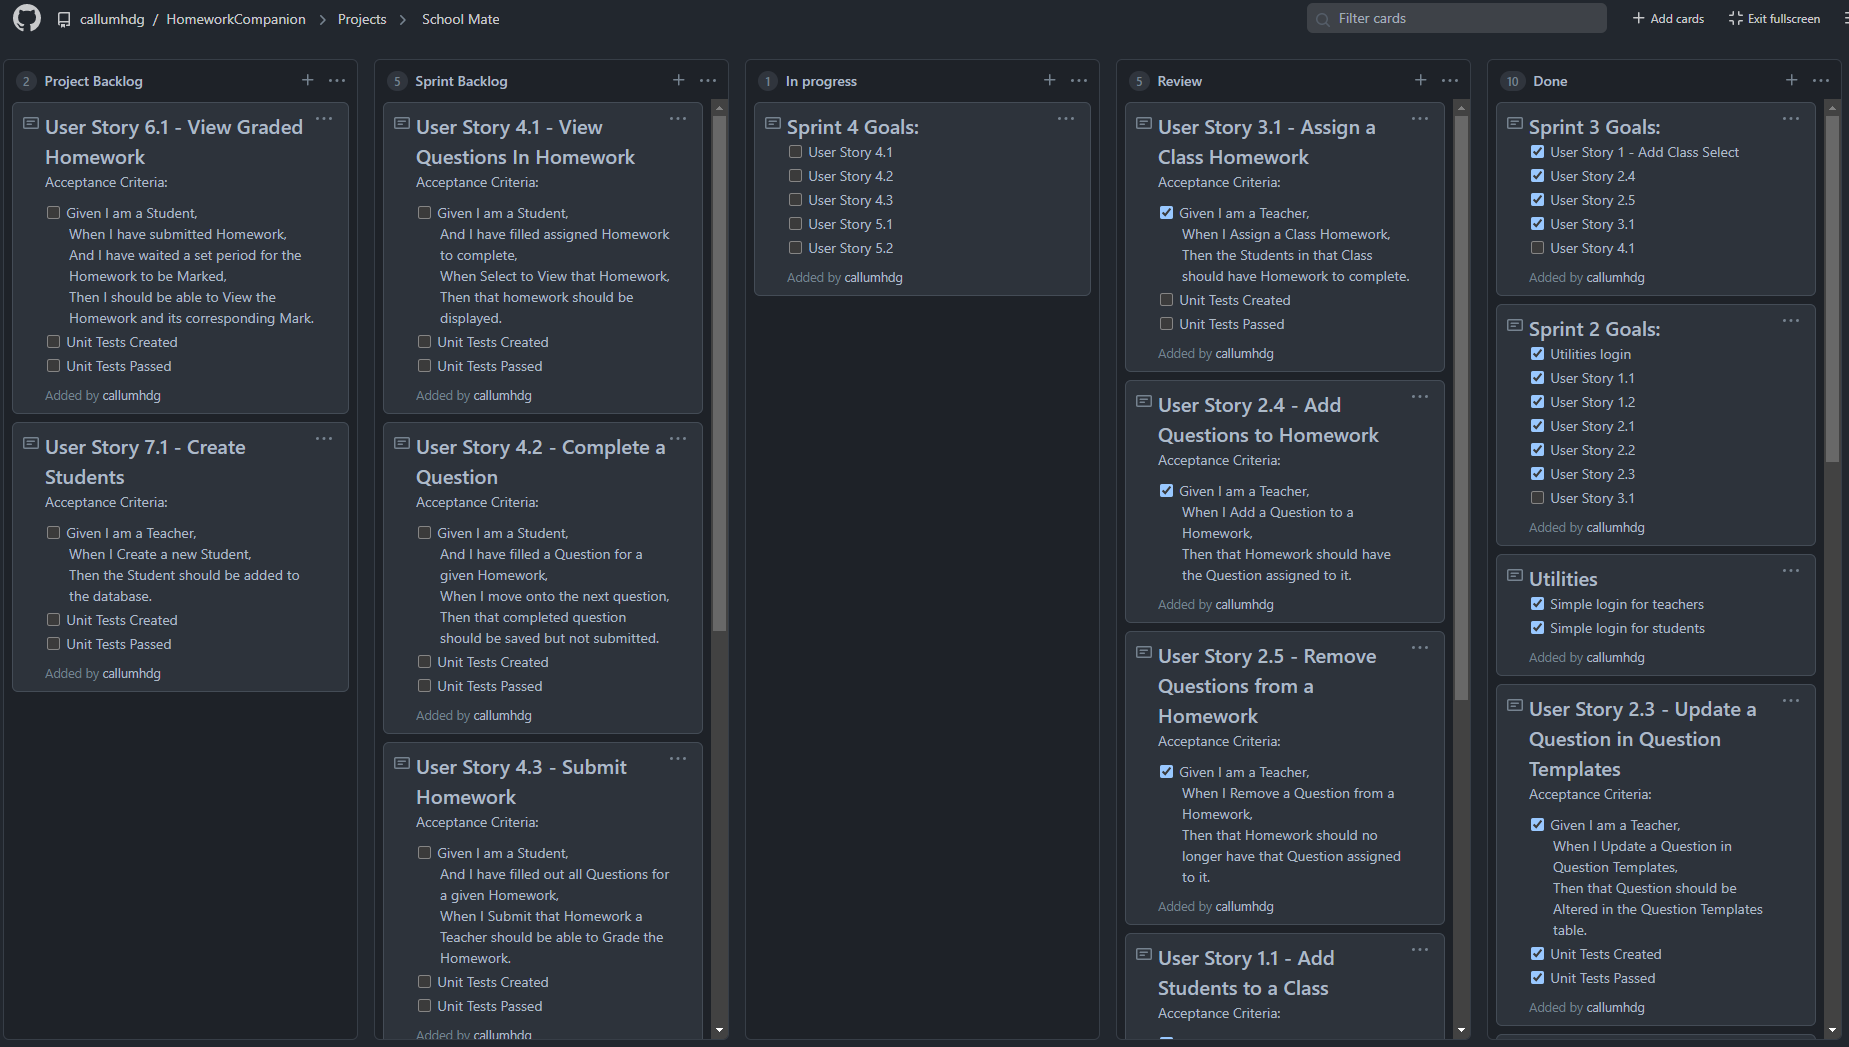 callumhdg / HomeworkCompanion > Projects > School Mate
Filter cards
Add cards
Exit fullscreen
2 Project Backlog
User Story 6.1 - View Graded
Homework
Acceptance Criteria:
Given I am a Student,
When I have submitted Homework,
And I have waited a set period for the
Homework to be Marked,
Then I should be able to View the
Homework and its corresponding Mark.
Unit Tests Created
Unit Tests Passed
Added by callumhdg
User Story 7.1 - Create
Students
Acceptance Criteria:
Given I am a Teacher,
When I Create a new Student,
Then the Student should be added to
the database.
Unit Tests Created
Unit Tests Passed
Added by callumhdg
5 Sprint Backlog
User Story 4.1 - View
Questions In Homework
Acceptance Criteria:
Given I am a Student,
And I have filled assigned Homework
to complete,
When Select to View that Homework,
Then that homework should be
displayed.
Unit Tests Created
Unit Tests Passed
Added by callumhdg
User Story 4.2 - Complete a
Question
Acceptance Criteria:
Given I am a Student,
And I have filled a Question for a
given Homework,
When I move onto the next question,
Then that completed question
should be saved but not submitted.
Unit Tests Created
Unit Tests Passed
Added by callumhdg
User Story 4.3 - Submit
Homework
Acceptance Criteria:
Given I am a Student,
And I have filled out all Questions for
a given Homework,
When I Submit that Homework a
Teacher should be able to Grade the
Homework.
Unit Tests Created
Unit Tests Passed
Added by callumhdg
1 In progress
Sprint 4 Goals:
User Story 4.1
User Story 4.2
User Story 4.3
User Story 5.1
User Story 5.2
Added by callumhdg
5 Review
User Story 3.1 - Assign a
Class Homework
Acceptance Criteria:
Given I am a Teacher,
When I Assign a Class Homework,
Then the Students in that Class
should have Homework to complete.
Unit Tests Created
Unit Tests Passed
Added by callumhdg
User Story 2.4 - Add
Questions to Homework
Acceptance Criteria:
Given I am a Teacher,
When I Add a Question to a
Homework,
Then that Homework should have
the Question assigned to it.
Added by callumhdg
User Story 2.5 - Remove
Questions from a
Homework
Acceptance Criteria:
Given I am a Teacher,
When I Remove a Question from a
Homework,
Then that Homework should no
longer have that Question assigned
to it.
Added by callumhdg
User Story 1.1 - Add
Students to a Class
Acceptance Criteria:
10 Done
Sprint 3 Goals:
User Story 1 - Add Class Select
User Story 2.4
User Story 2.5
User Story 3.1
User Story 4.1
Added by callumhdg
Sprint 2 Goals:
Utilities login
User Story 1.1
User Story 1.2
User Story 2.1
User Story 2.2
User Story 2.3
User Story 3.1
Added by callumhdg
Utilities
Simple login for teachers
Simple login for students
Added by callumhdg
User Story 2.3 - Update a
Question in Question
Templates
Acceptance Criteria:
Given I am a Teacher,
When I Update a Question in
Question Templates,
Then that Question should be
Altered in the Question Templates
table.
Unit Tests Created
Unit Tests Passed
Added by callumhdg